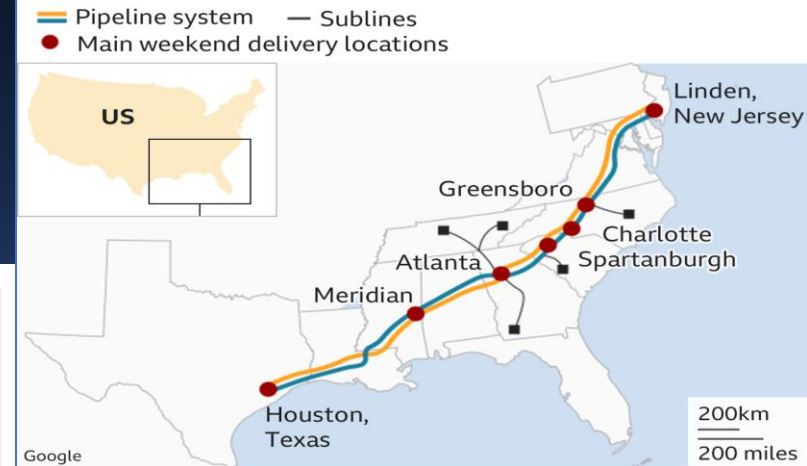 Pipeline system
Sublines
Main weekend delivery locations
US
Linden,
New Jersey
Greensboro
Charlotte
Spartanburgh
Atlanta
Meridian
Houston,
Texas
200km
200 miles
Google